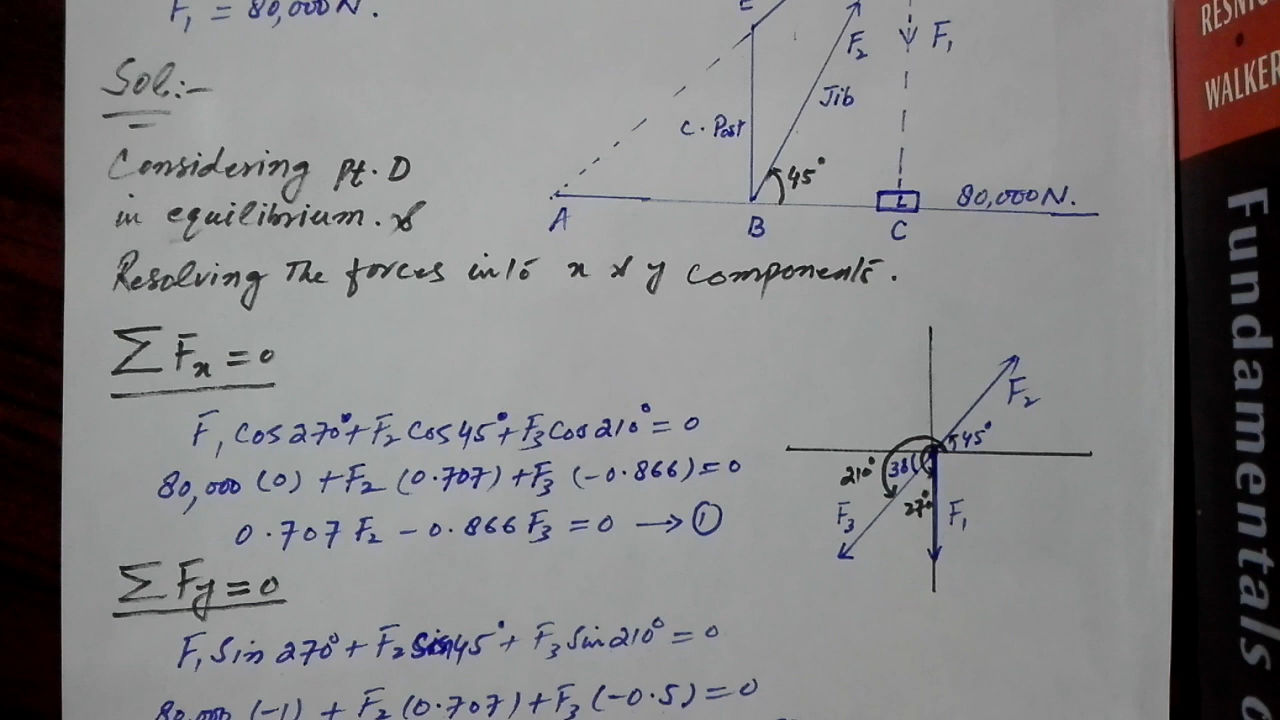 F₁ = 80,000N.
E
F₂
F₁
Jib
C. Post
45°
80,000N.
L
A
B
C
Sol:-
Considering Pt. D
in equilibrium. &
Resolving The forces into x & y components.
ΣFx = 0
F₁ Cos 270° + F₂ Cos 45° + F₃ Cos 210° = 0
80,000 (0) + F₂ (0.707) + F₃ (-0.866) = 0
0.707 F₂ - 0.866 F₃ = 0 → ①
F₂
45°
210°
F₃
F₁
ΣFy = 0
F₁ Sin 270° + F₂ Sin 45° + F₃ Sin 210° = 0
80,000 (-1) + F₂ (0.707) + F₃ (-0.5) = 0
WALKER
Fundamentals